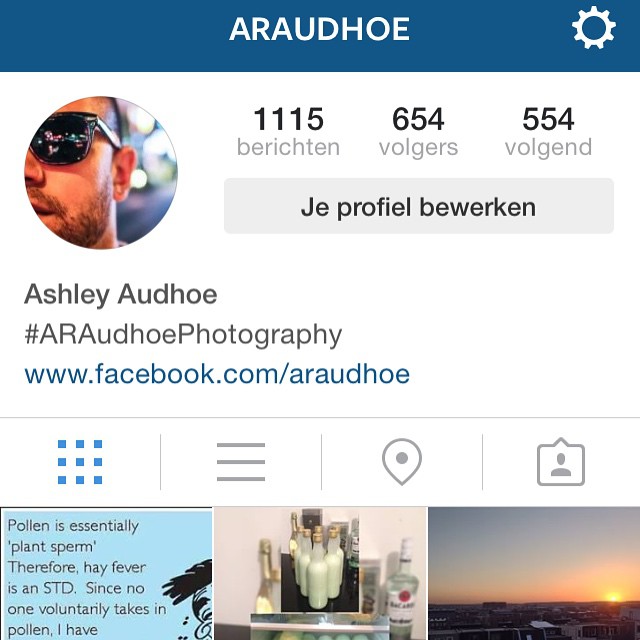 ARAUDHOE
1115
berichten
654
volgers
554
volgend
Je profiel bewerken
Ashley Audhoe
#ARAudhoePhotography
www.facebook.com/araudhoe
Pollen is essentially
'plant sperm'
Therefore, hay fever
is an STD. Since no
one voluntarily takes in
pollen, I have
BACARDI